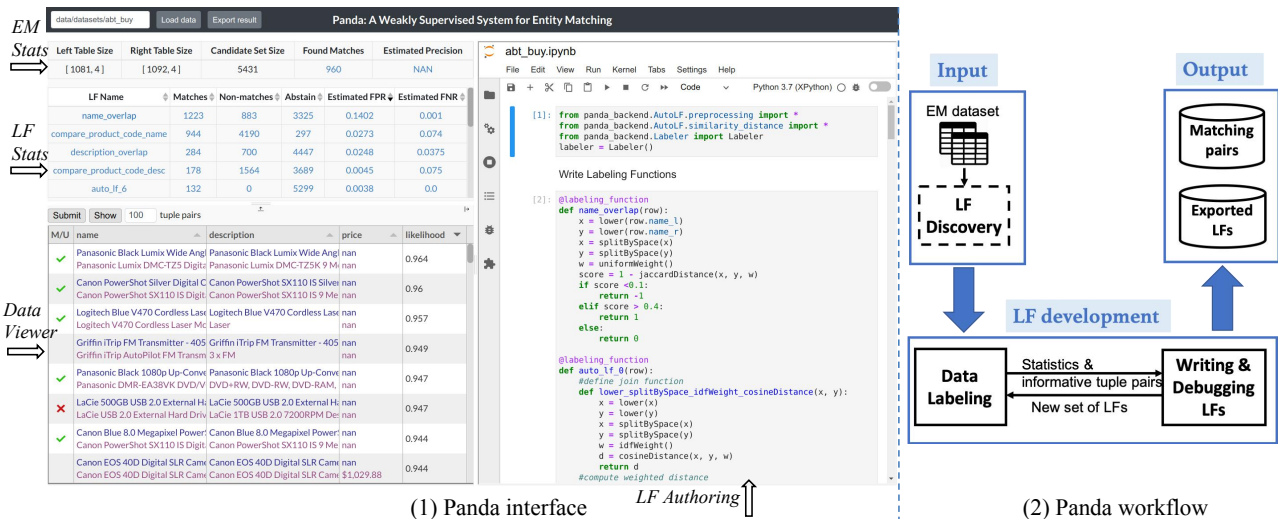 data/datasets/abt_buy Load data Export result Panda: A Weakly Supervised System for Entity Matching
EM
Stats
Left Table Size Right Table Size Candidate Set Size Found Matches Estimated Precision
[ 1081, 4 ] [ 1092, 4 ] 5431 960 NAN
LF
Stats
LF Name Matches Non-matches Abstain Estimated FPR Estimated FNR
name_overlap 1223 883 3325 0.1402 0.001
compare_product_code_name 944 4190 297 0.0273 0.074
description_overlap 284 700 4447 0.0248 0.0375
compare_product_code_desc 178 1564 3689 0.0045 0.075
auto_lf_6 132 0 5299 0.0038 0.0
Submit Show 100 tuple pairs
Data
Viewer
M/U name description price likelihood
Panasonic Black Lumix Wide Angl Panasonic Black Lumix Wide Angl nan 0.964
Panasonic Lumix DMC-TZ5 Digita Panasonic Lumix DMC-TZ5K 9 Me nan
Canon PowerShot Silver Digital C Canon PowerShot SX110 IS Silver nan 0.96
Canon PowerShot SX110 IS Digit Canon PowerShot SX110 IS 9 Me nan
Logitech Blue V470 Cordless Lase Logitech Blue V470 Cordless Lase nan 0.957
Logitech V470 Cordless Laser Mo Laser nan
Griffin iTrip FM Transmitter - 405 Griffin iTrip FM Transmitter - 405 nan 0.949
Griffin iTrip AutoPilot FM Transm 3 x FM nan
Panasonic Black 1080p Up-Conve Panasonic Black 1080p Up-Conve nan 0.947
Panasonic DMR-EA38VK DVD/V DVD+RW, DVD-RW, DVD-RAM, nan
LaCie 500GB USB 2.0 External Ha LaCie 500GB USB 2.0 External Ha nan 0.947
LaCie USB 2.0 External Hard Driv LaCie 1TB USB 2.0 7200RPM Des nan
Canon Blue 8.0 Megapixel Power Canon Blue 8.0 Megapixel Power nan 0.944
Canon PowerShot SX110 IS Digit Canon PowerShot SX110 IS 9 Me nan
Canon EOS 40D Digital SLR Came Canon EOS 40D Digital SLR Came nan 0.944
Canon EOS 40D Digital SLR Came Canon EOS 40D Digital SLR Came $1,029.88
abt_buy.ipynb
File Edit View Run Kernel Tabs Settings Help
Code Python 3.7 (XPython)
[1]: from panda_backend.AutoLF.preprocessing import *
from panda_backend.AutoLF.similarity_distance import *
from panda_backend.Labeler import Labeler
labeler = Labeler()
Write Labeling Functions
[2]: @labeling_function
def name_overlap(row):
x = lower(row.name_l)
y = lower(row.name_r)
x = splitBySpace(x)
y = splitBySpace(y)
w = uniformWeight()
score = 1 - jaccardDistance(x, y, w)
if score <0.1:
return -1
elif score > 0.4:
return 1
else:
return 0
@labeling_function
def auto_lf_0(row):
#define join function
def lower_splitBySpace_idfWeight_cosineDistance(x, y):
x = lower(x)
y = lower(y)
x = splitBySpace(x)
y = splitBySpace(y)
w = idfWeight()
d = cosineDistance(x, y, w)
return d
#compute weighted distance
LF Authoring
(1) Panda interface
Input
EM dataset
LF
Discovery
Output
Matching
pairs
Exported
LFs
LF development
Data
Labeling
Statistics &
informative tuple pairs
New set of LFs
Writing &
Debugging
LFs
(2) Panda workflow